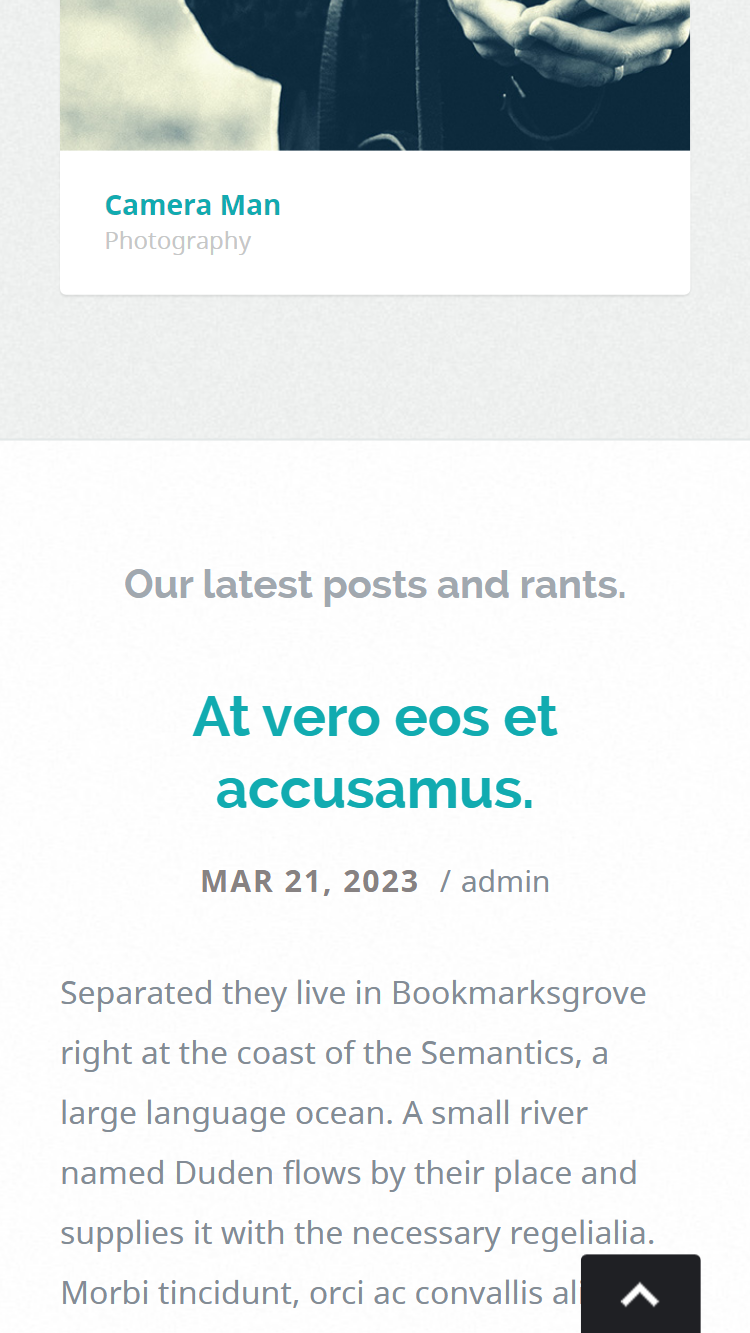 Camera Man
Photography
Our latest posts and rants.
At vero eos et
accusamus.
MAR 21, 2023 / admin
Separated they live in Bookmarksgrove
right at the coast of the Semantics, a
large language ocean. A small river
named Duden flows by their place and
supplies it with the necessary regelialia.
Morbi tincidunt, orci ac convallis